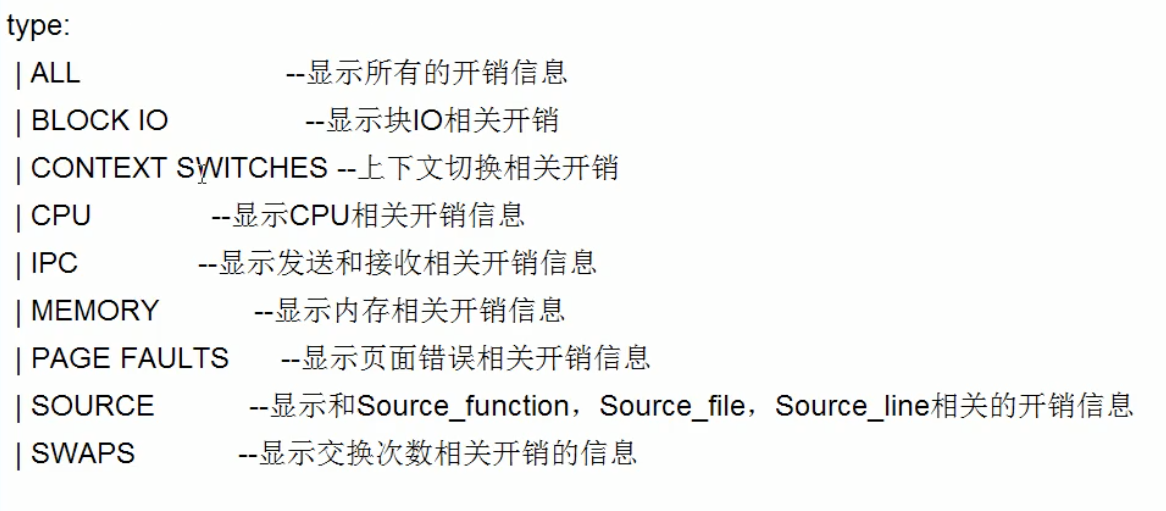 type:
| ALL --显示所有的开销信息
| BLOCK IO --显示块IO相关开销
| CONTEXT SWITCHES --上下文切换相关开销
| CPU --显示CPU相关开销信息
| IPC --显示发送和接收相关开销信息
| MEMORY --显示内存相关开销信息
| PAGE FAULTS --显示页面错误相关开销信息
| SOURCE --显示和Source_function，Source_file，Source_line相关的开销信息
| SWAPS --显示交换次数相关开销的信息